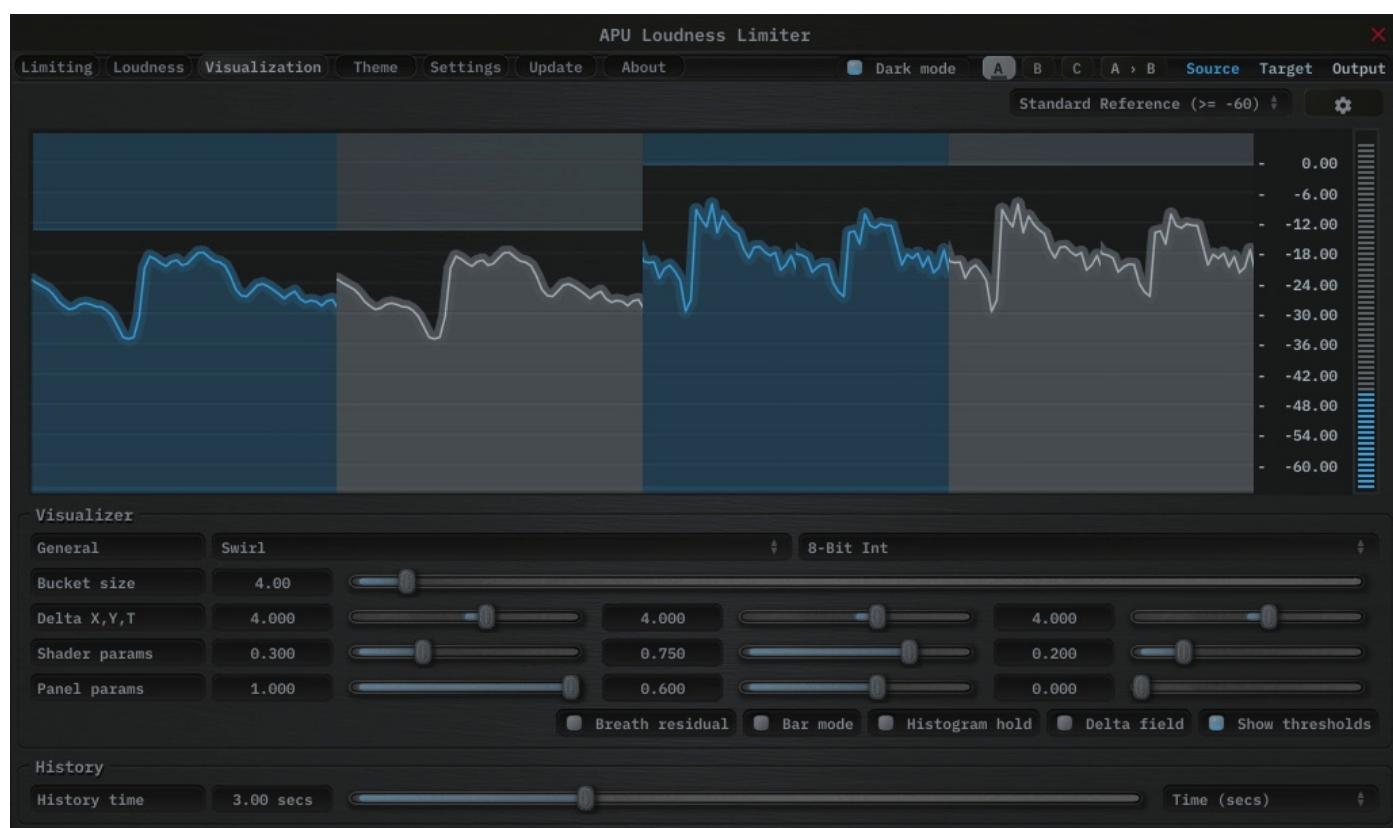 APU Loudness Limiter
Limiting Loudness Visualization Theme Settings Update About Dark mode A B C A › B Source Target Output
Standard Reference (>= -60)
- 0.00
- -6.00
- -12.00
- -18.00
- -24.00
- -30.00
- -36.00
- -42.00
- -48.00
- -54.00
- -60.00
Visualizer
General Swirl 8-Bit Int
Bucket size 4.00
Delta X,Y,T 4.000 4.000 4.000
Shader params 0.300 0.750 0.200
Panel params 1.000 0.600 0.000
Breath residual Bar mode Histogram hold Delta field Show thresholds
History
History time 3.00 secs Time (secs)